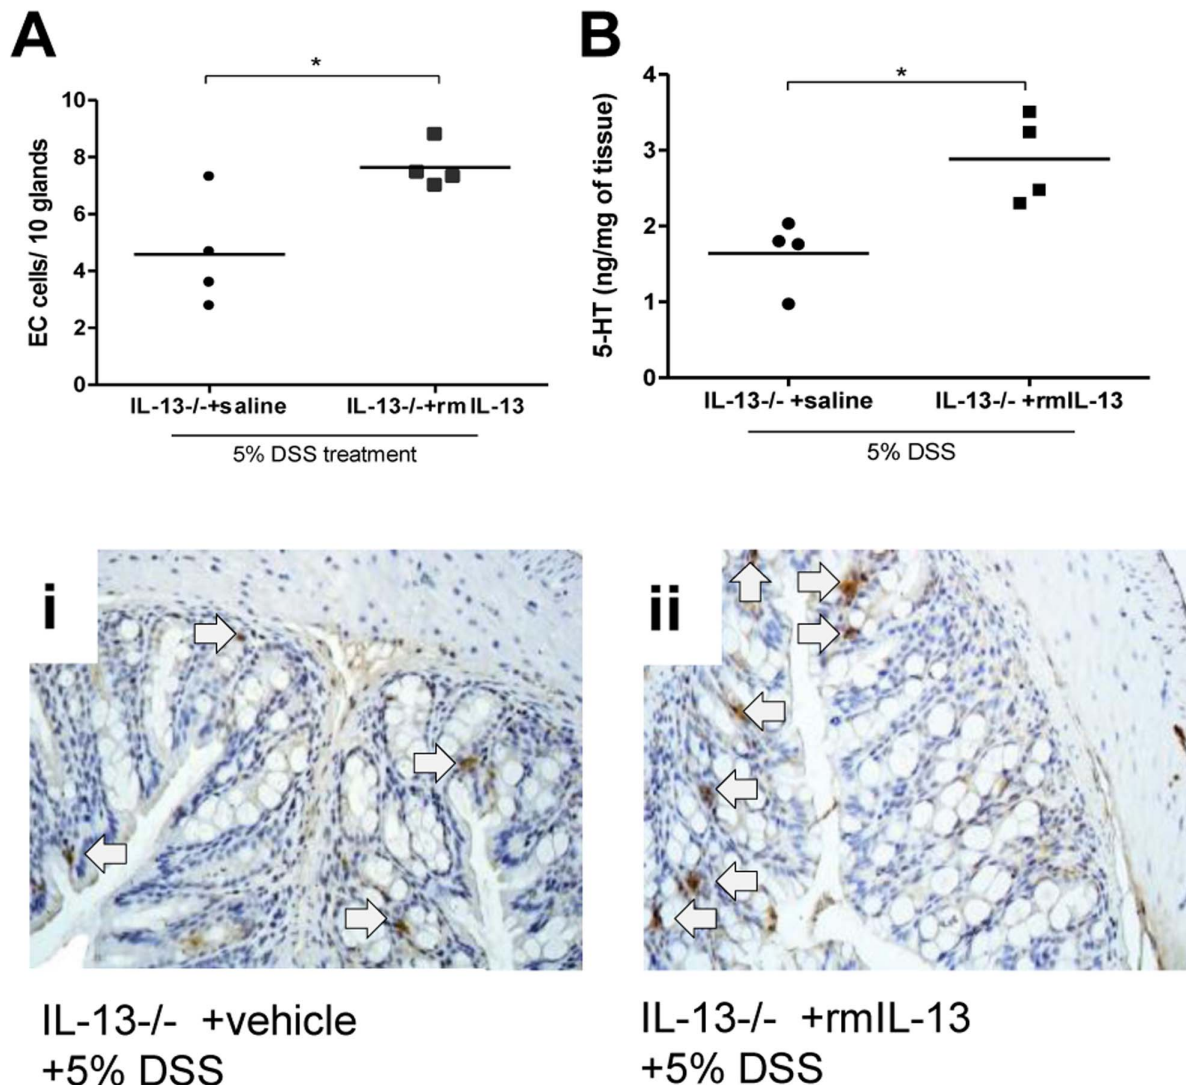 A
*
10
8
6
4
2
0
EC cells/ 10 glands
IL-13-/-+saline
IL-13-/-+rm IL-13
5% DSS treatment
B
*
4
3
2
1
0
5-HT (ng/mg of tissue)
IL-13-/- +saline
IL-13-/- +rmIL-13
5% DSS
i
IL-13-/- +vehicle
+5% DSS
ii
IL-13-/- +rmIL-13
+5% DSS